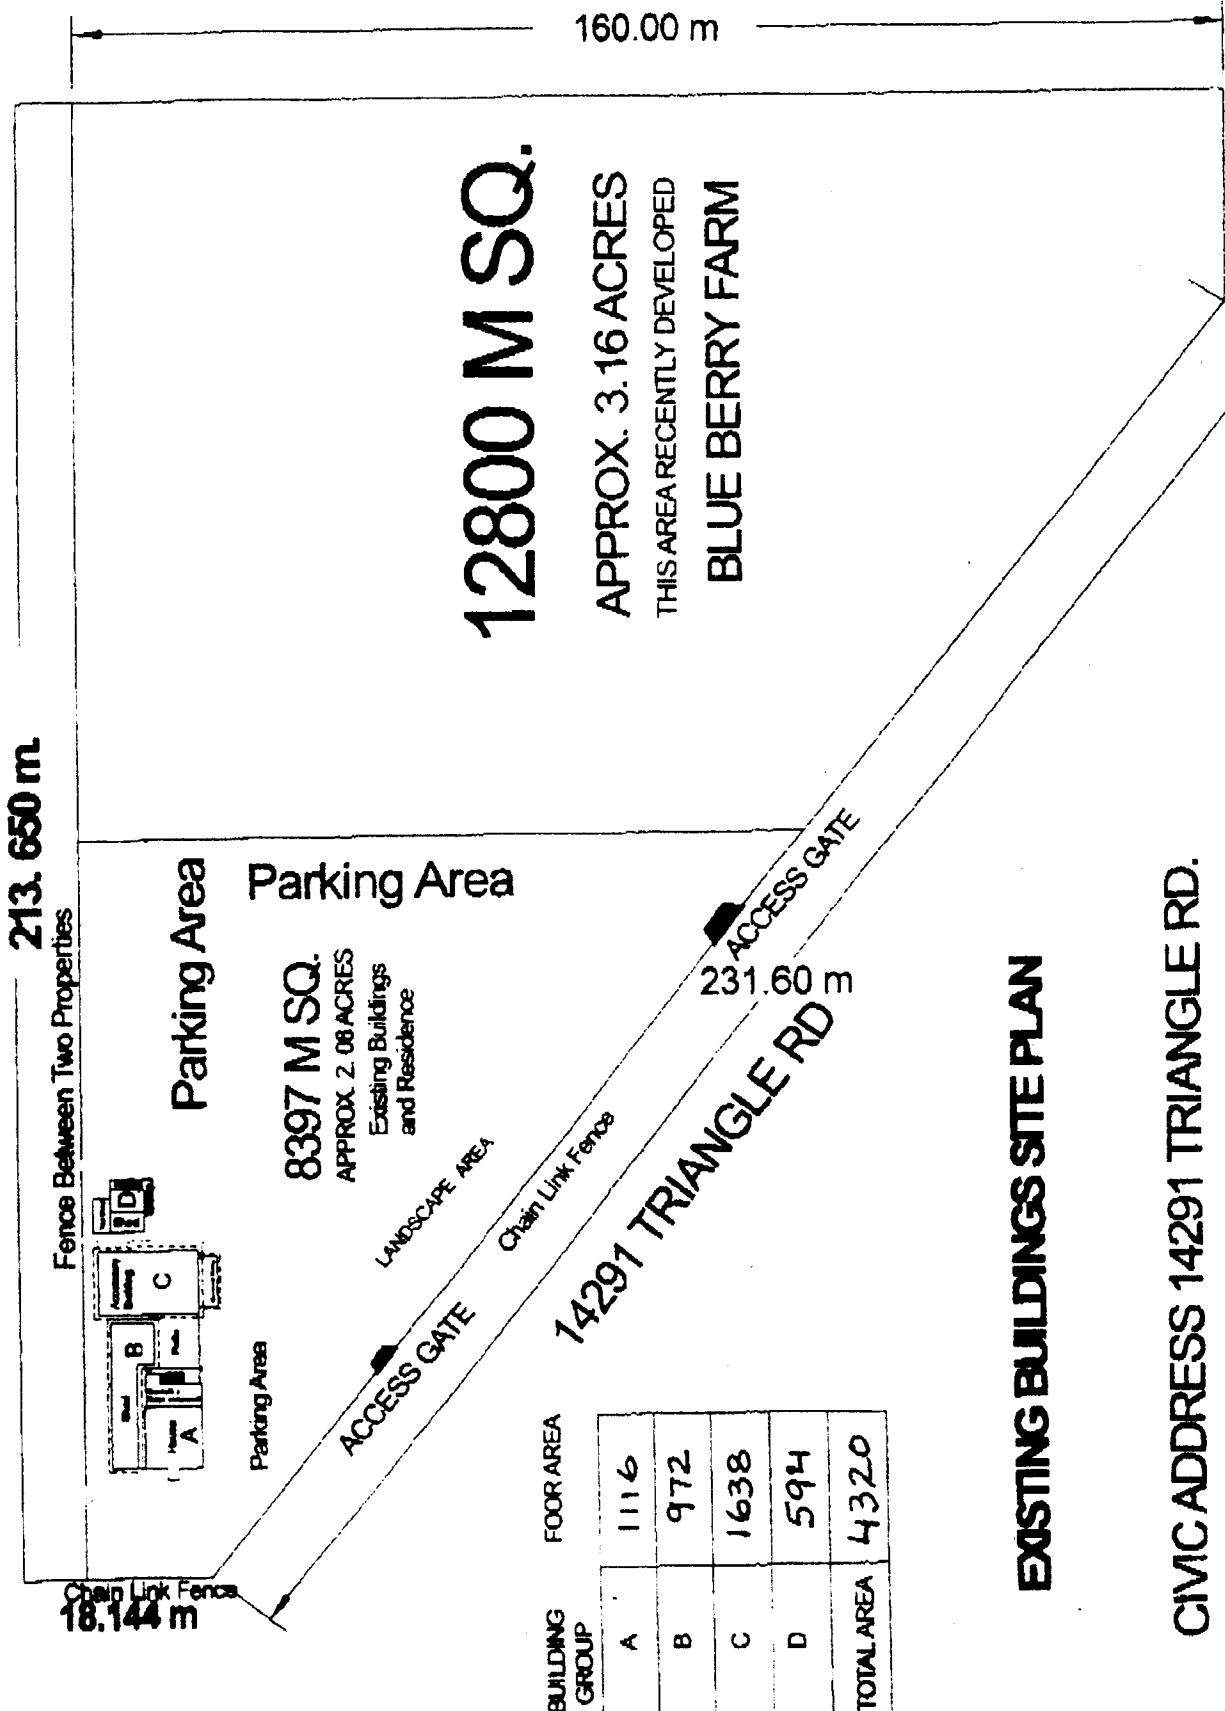 160.00 m
213. 650 m.
Fence Between Two Properties
12800 M SQ.
APPROX. 3.16 ACRES
THIS AREA RECENTLY DEVELOPED
BLUE BERRY FARM
Parking Area
Parking Area
8397 M SQ.
APPROX. 2. 08 ACRES
Existing Buildings
and Residence
LANDSCAPE AREA
Chain Link Fence
ACCESS GATE
231.60 m
14291 TRIANGLE RD
ACCESS GATE
D
Shed
Accessory
Building
C
B
Shed
Patio
House
A
Parking Area
Chain Link Fence
18.144 m
BUILDING GROUP FOOR AREA
A 1116
B 972
C 1638
D 594
TOTAL AREA 4320
EXISTING BUILDINGS SITE PLAN
CIVIC ADDRESS 14291 TRIANGLE RD.